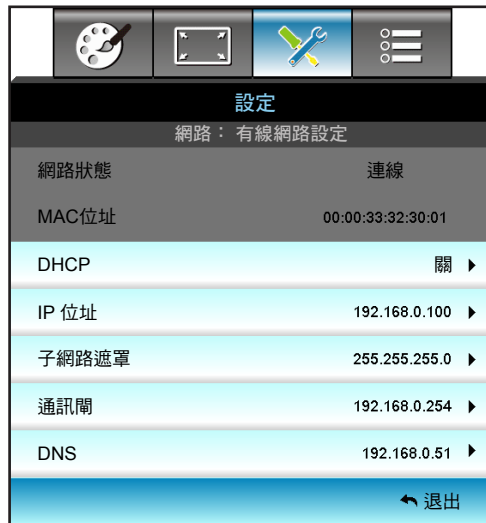 設定
網路： 有線網路設定
網路狀態 連線
MAC位址 00:00:33:32:30:01
DHCP 關
IP 位址 192.168.0.100
子網路遮罩 255.255.255.0
通訊閘 192.168.0.254
DNS 192.168.0.51
退出